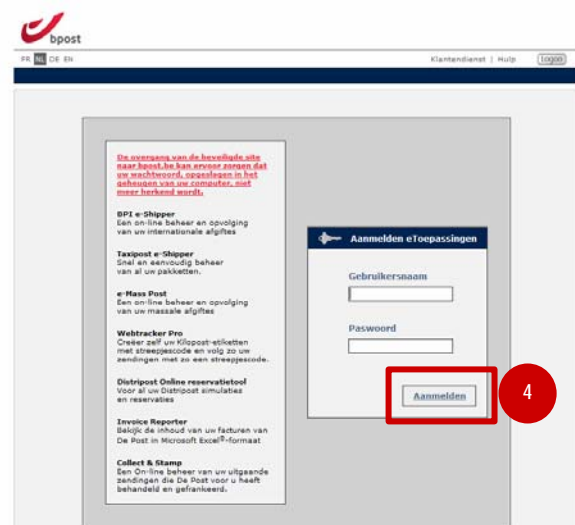 bpost
FR NL DE EN
Klantendienst | Hulp
Logon
De overgang van de beveiligde site
naar bpost.be kan ervoor zorgen dat
uw wachtwoord, opgeslagen in het
geheugen van uw computer, niet
meer herkend wordt.
BPI e-Shipper
Een on-line beheer en opvolging
van uw internationale afgiftes
Taxipost e-Shipper
Snel en eenvoudig beheer
van al uw pakketten.
e-Mass Post
Een on-line beheer en opvolging
van uw massale afgiftes
Webtracker Pro
Creëer zelf uw Kilopost-etiketten
met streepjescode en volg zo uw
zendingen met zo een streepjescode.
Distripost Online reservatietool
Voor al uw Distripost simulaties
en reservaties
Invoice Reporter
Bekijk de inhoud van uw facturen van
De Post in Microsoft Excel®-formaat
Collect & Stamp
Een On-line beheer van uw uitgaande
zendingen die De Post voor u heeft
behandeld en gefrankeerd.
Aanmelden eToepassingen
Gebruikersnaam
Paswoord
Aanmelden
4